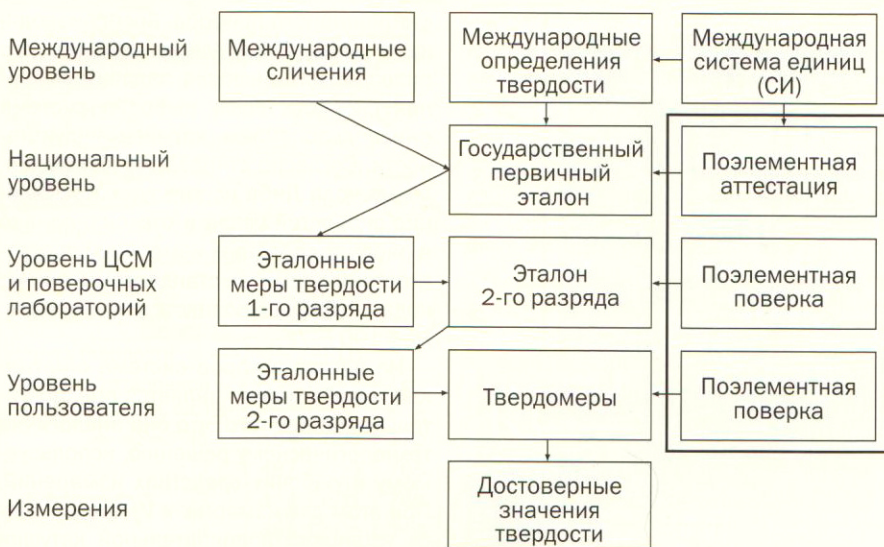 Международный
уровень
Международные
сличения
Международные
определения
твердости
Международная
система единиц
(СИ)
Национальный
уровень
Государственный
первичный
эталон
Поэлементная
аттестация
Уровень ЦСМ
и поверочных
лабораторий
Эталонные
меры твердости
1-го разряда
Эталон
2-го разряда
Поэлементная
поверка
Уровень
пользователя
Эталонные
меры твердости
2-го разряда
Твердомеры
Поэлементная
поверка
Измерения
Достоверные
значения
твердости